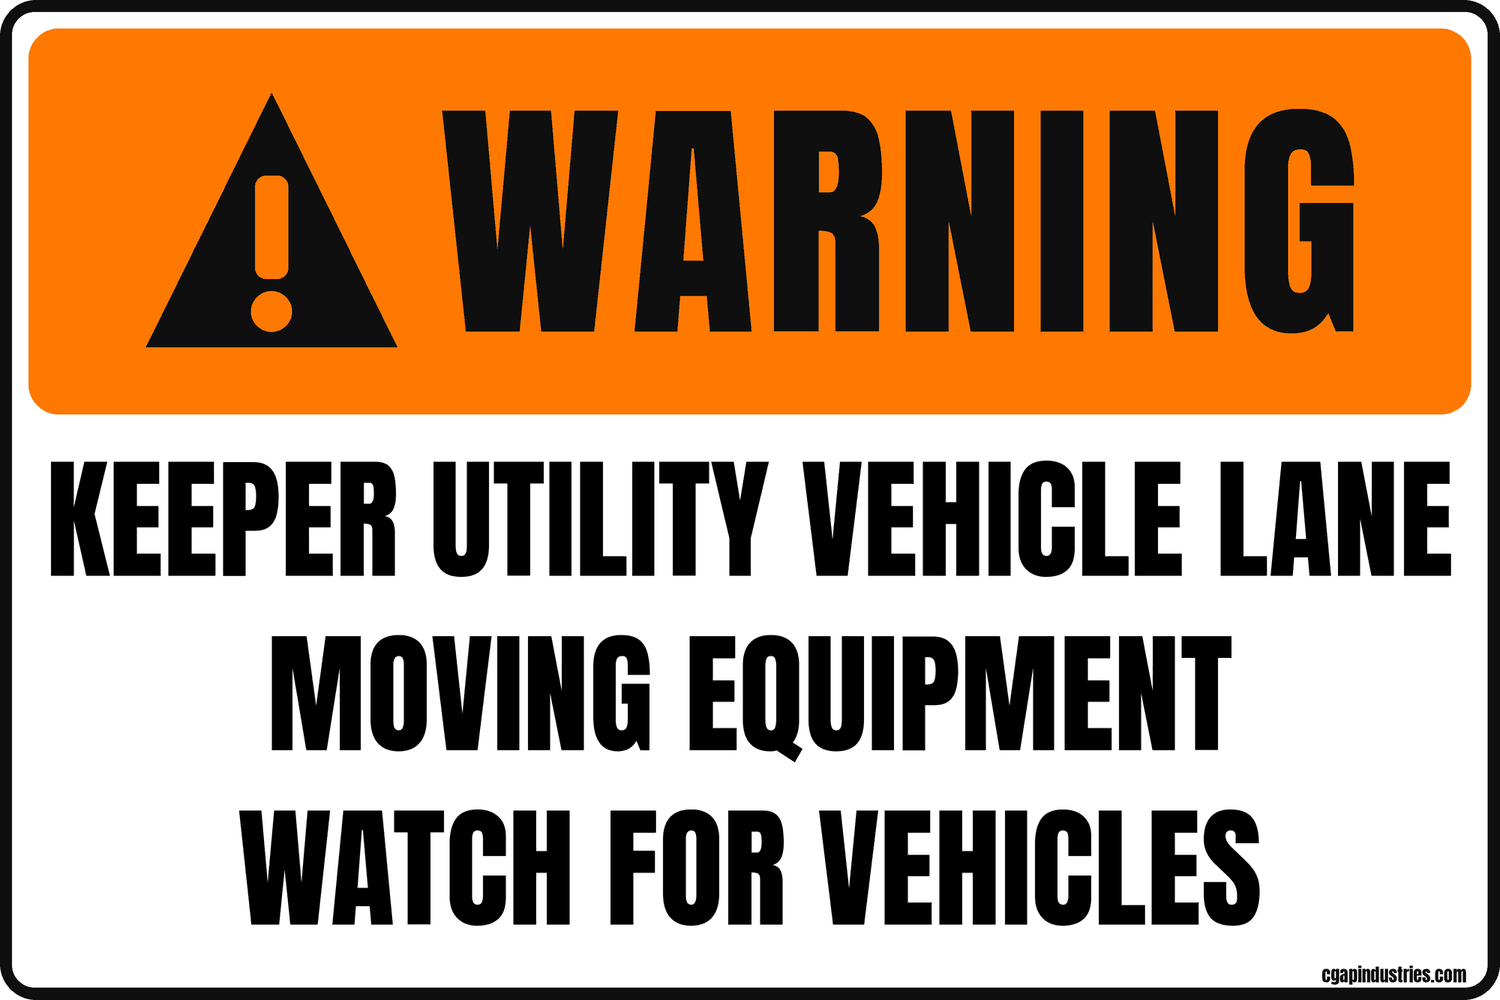 WARNING
KEEPER UTILITY VEHICLE LANE
MOVING EQUIPMENT
WATCH FOR VEHICLES
cgapindustries.com